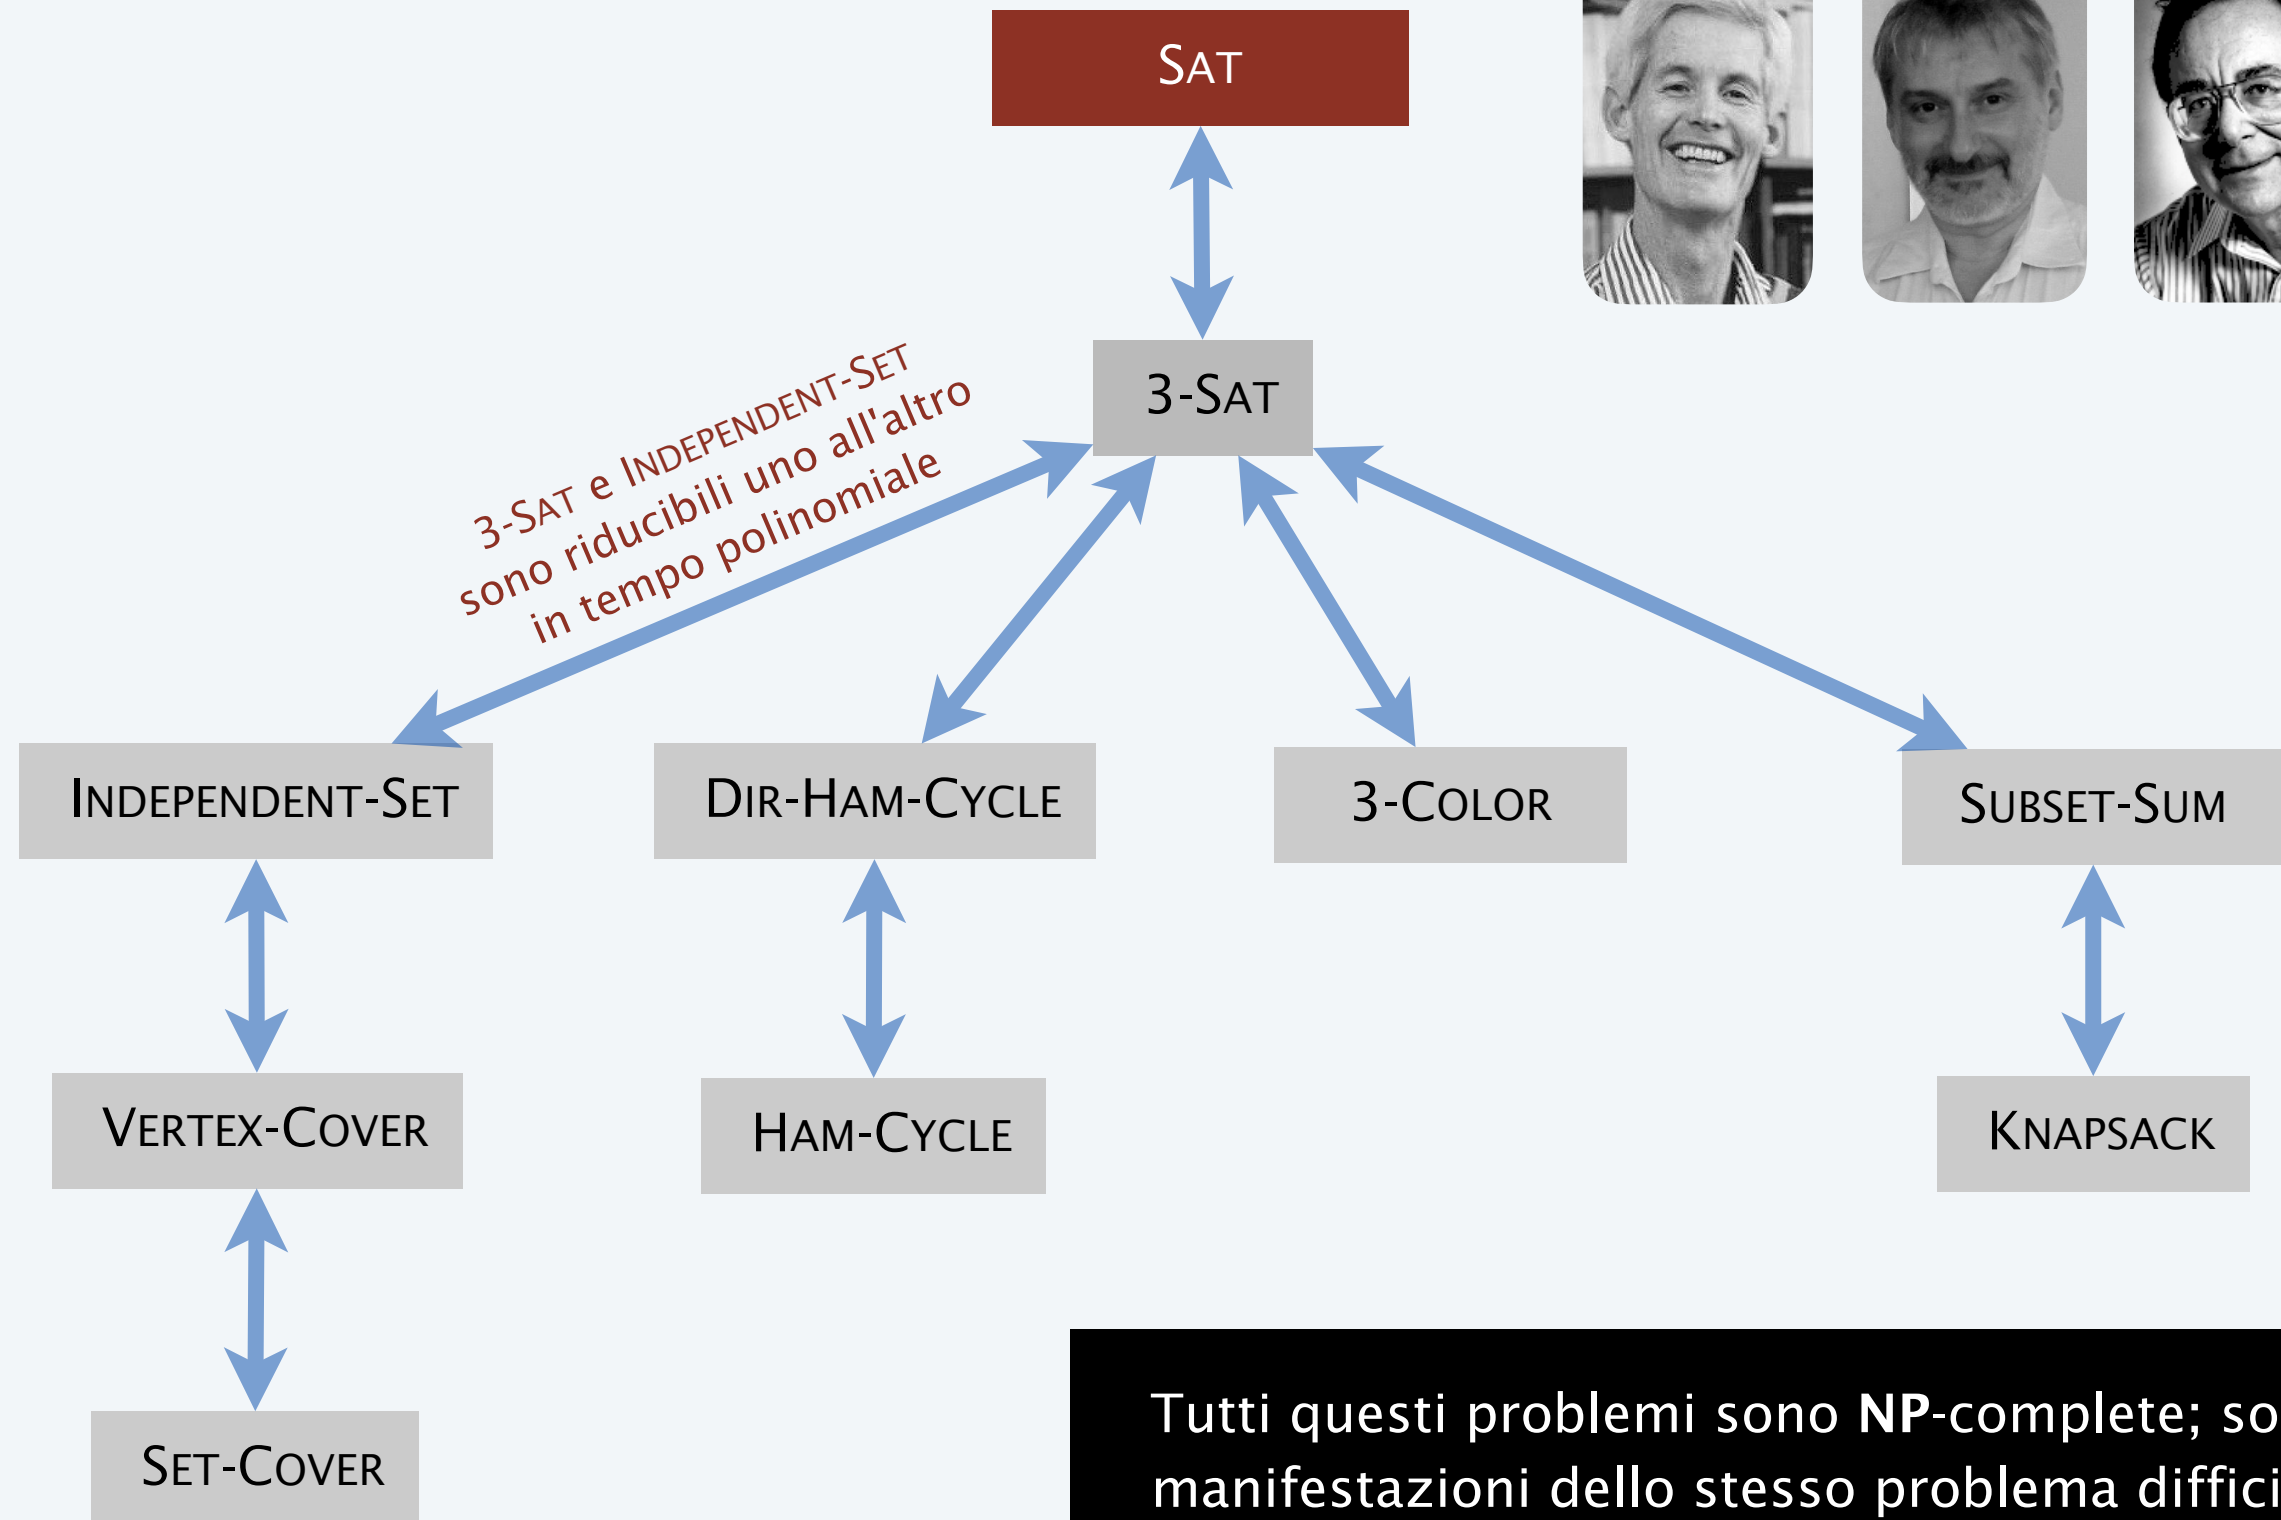 SAT
3-SAT e INDEPENDENT-SET
sono riducibili uno all'altro
in tempo polinomiale
3-SAT
INDEPENDENT-SET
DIR-HAM-CYCLE
3-COLOR
SUBSET-SUM
VERTEX-COVER
HAM-CYCLE
KNAPSACK
SET-COVER
Tutti questi problemi sono NP-complete; so
manifestazioni dello stesso problema diffici